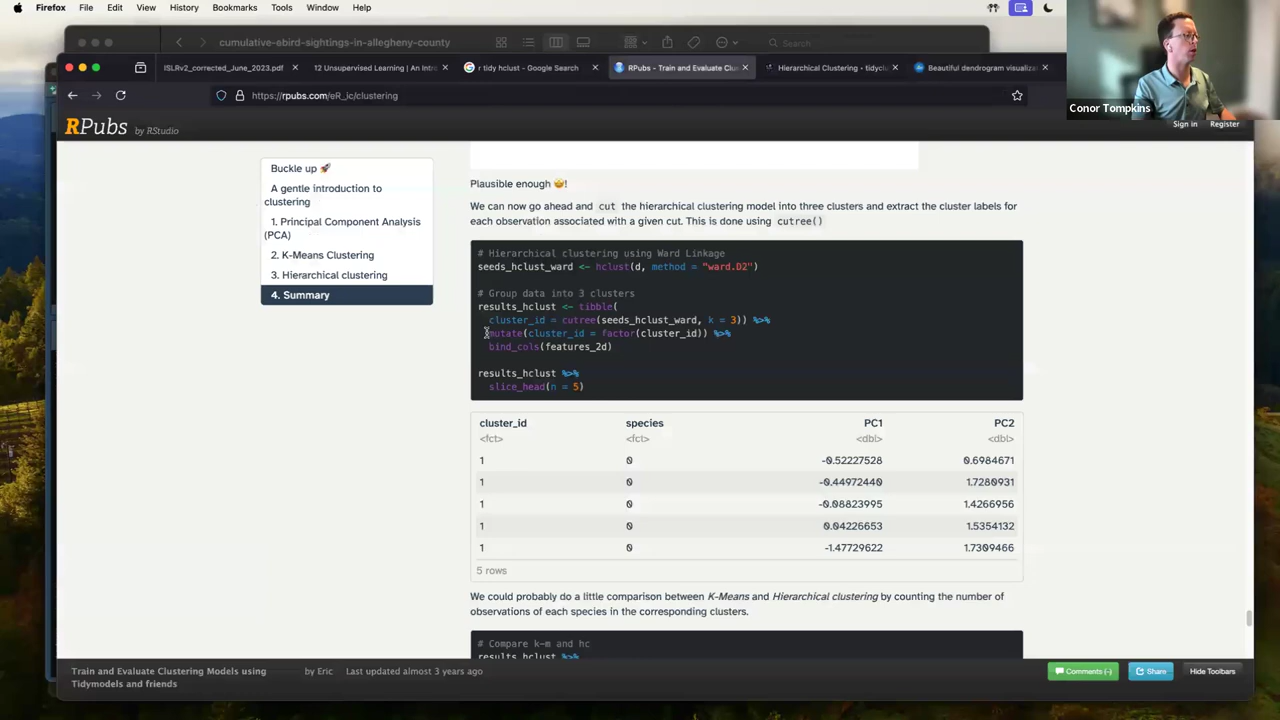 Firefox File Edit View History Bookmarks Tools Window Help
cumulative-ebird-sightings-in-allegheny-county
Search
ISLRv2_corrected_June_2023.pdf
12 Unsupervised Learning | An Intr
r tidy hclust - Google Search
RPubs - Train and Evaluate Clus
Hierarchical Clustering • tidyclu
Beautiful dendrogram visualizat
Conor Tompkins
https://rpubs.com/eR_ic/clustering
RPubs by RStudio
Sign in Register
Buckle up 🚀
A gentle introduction to
clustering
1. Principal Component Analysis
(PCA)
2. K-Means Clustering
3. Hierarchical clustering
4. Summary
Plausible enough 🤩!
We can now go ahead and cut the hierarchical clustering model into three clusters and extract the cluster labels for
each observation associated with a given cut. This is done using cutree()
# Hierarchical clustering using Ward Linkage
seeds_hclust_ward <- hclust(d, method = "ward.D2")
# Group data into 3 clusters
results_hclust <- tibble(
cluster_id = cutree(seeds_hclust_ward, k = 3)) %>%
mutate(cluster_id = factor(cluster_id)) %>%
bind_cols(features_2d)
results_hclust %>%
slice_head(n = 5)
cluster_id species PC1 PC2
<fct> <fct> <dbl> <dbl>
1 0 -0.52227528 0.6984671
1 0 -0.44972440 1.7280931
1 0 -0.08823995 1.4266956
1 0 0.04226653 1.5354132
1 0 -1.47729622 1.7309466
5 rows
We could probably do a little comparison between K-Means and Hierarchical clustering by counting the number of
observations of each species in the corresponding clusters.
# Compare k-m and hc
results_hclust %>%
Train and Evaluate Clustering Models using
Tidymodels and friends
by Eric
Last updated almost 3 years ago
Comments (–)
Share
Hide Toolbars